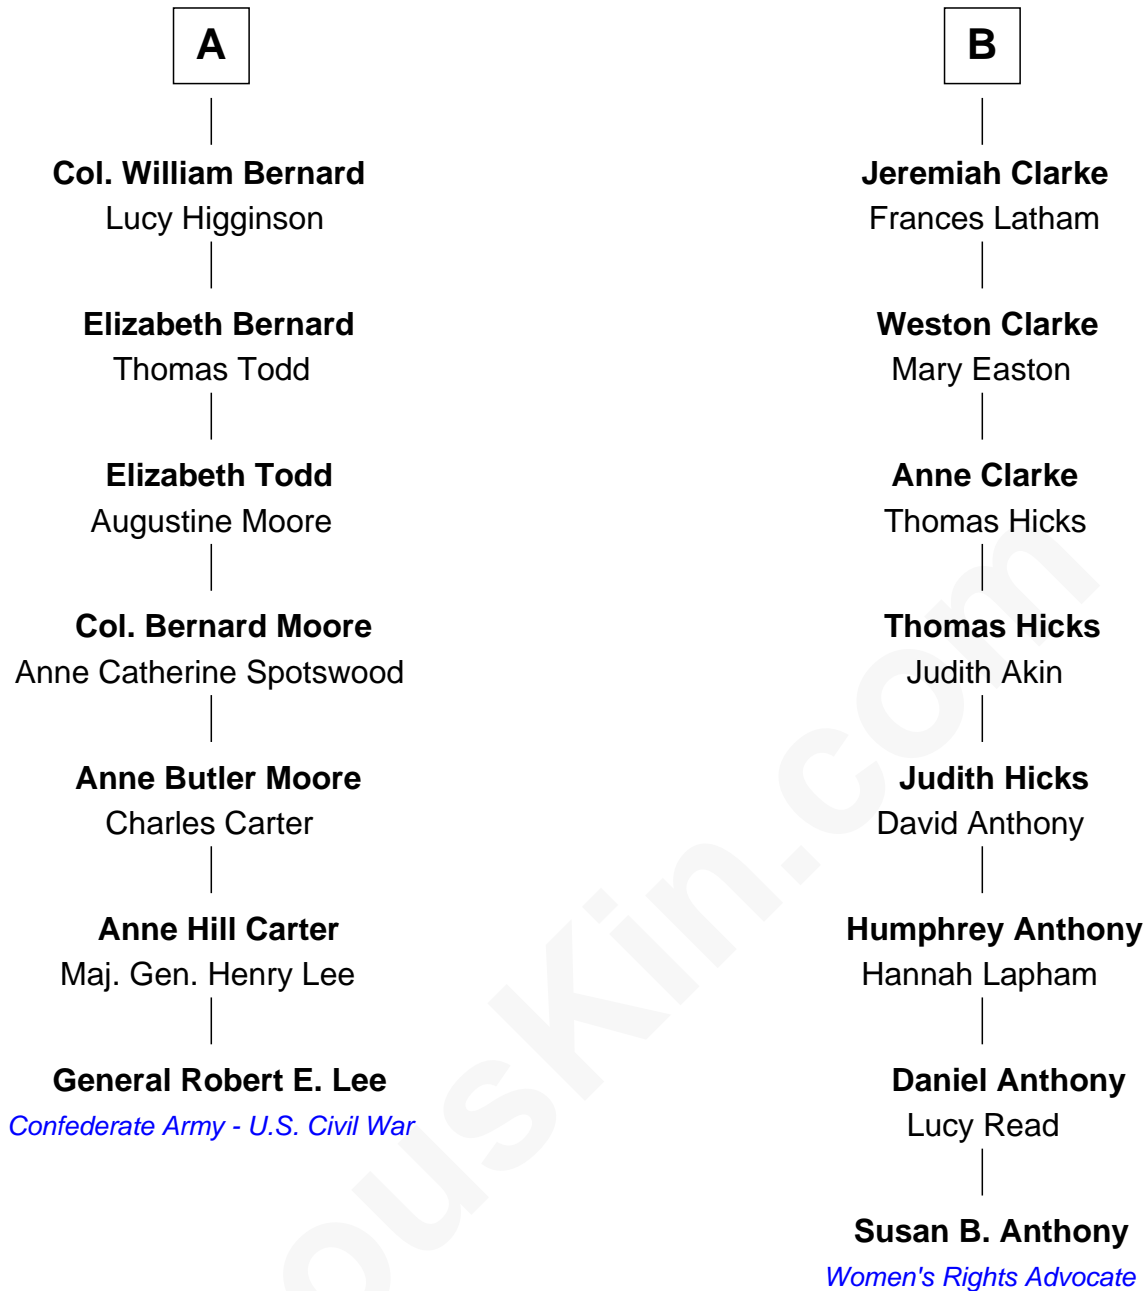 A
Col. William Bernard
Lucy Higginson
Elizabeth Bernard
Thomas Todd
Elizabeth Todd
Augustine Moore
Col. Bernard Moore
Anne Catherine Spotswood
Anne Butler Moore
Charles Carter
Anne Hill Carter
Maj. Gen. Henry Lee
General Robert E. Lee
Confederate Army - U.S. Civil War
B
Jeremiah Clarke
Frances Latham
Weston Clarke
Mary Easton
Anne Clarke
Thomas Hicks
Thomas Hicks
Judith Akin
Judith Hicks
David Anthony
Humphrey Anthony
Hannah Lapham
Daniel Anthony
Lucy Read
Susan B. Anthony
Women's Rights Advocate
ousKin.com